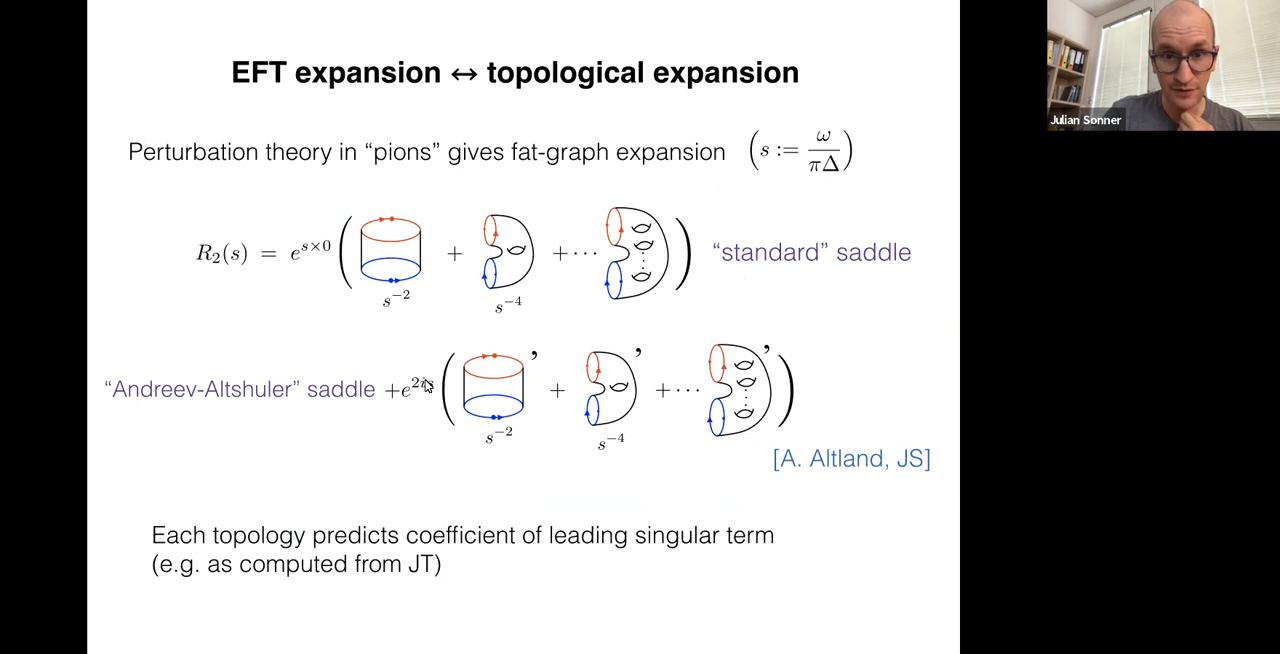 EFT expansion ↔ topological expansion
Julian Sonner
Perturbation theory in “pions” gives fat-graph expansion (s := ω/πΔ)
R₂(s) = e^{s×0} ( + +··· ) “standard” saddle
s⁻² s⁻⁴
“Andreev-Altshuler” saddle +e^{2is} ( ’ + ’ +··· ’ )
s⁻² s⁻⁴
[A. Altland, JS]
Each topology predicts coefficient of leading singular term
(e.g. as computed from JT)